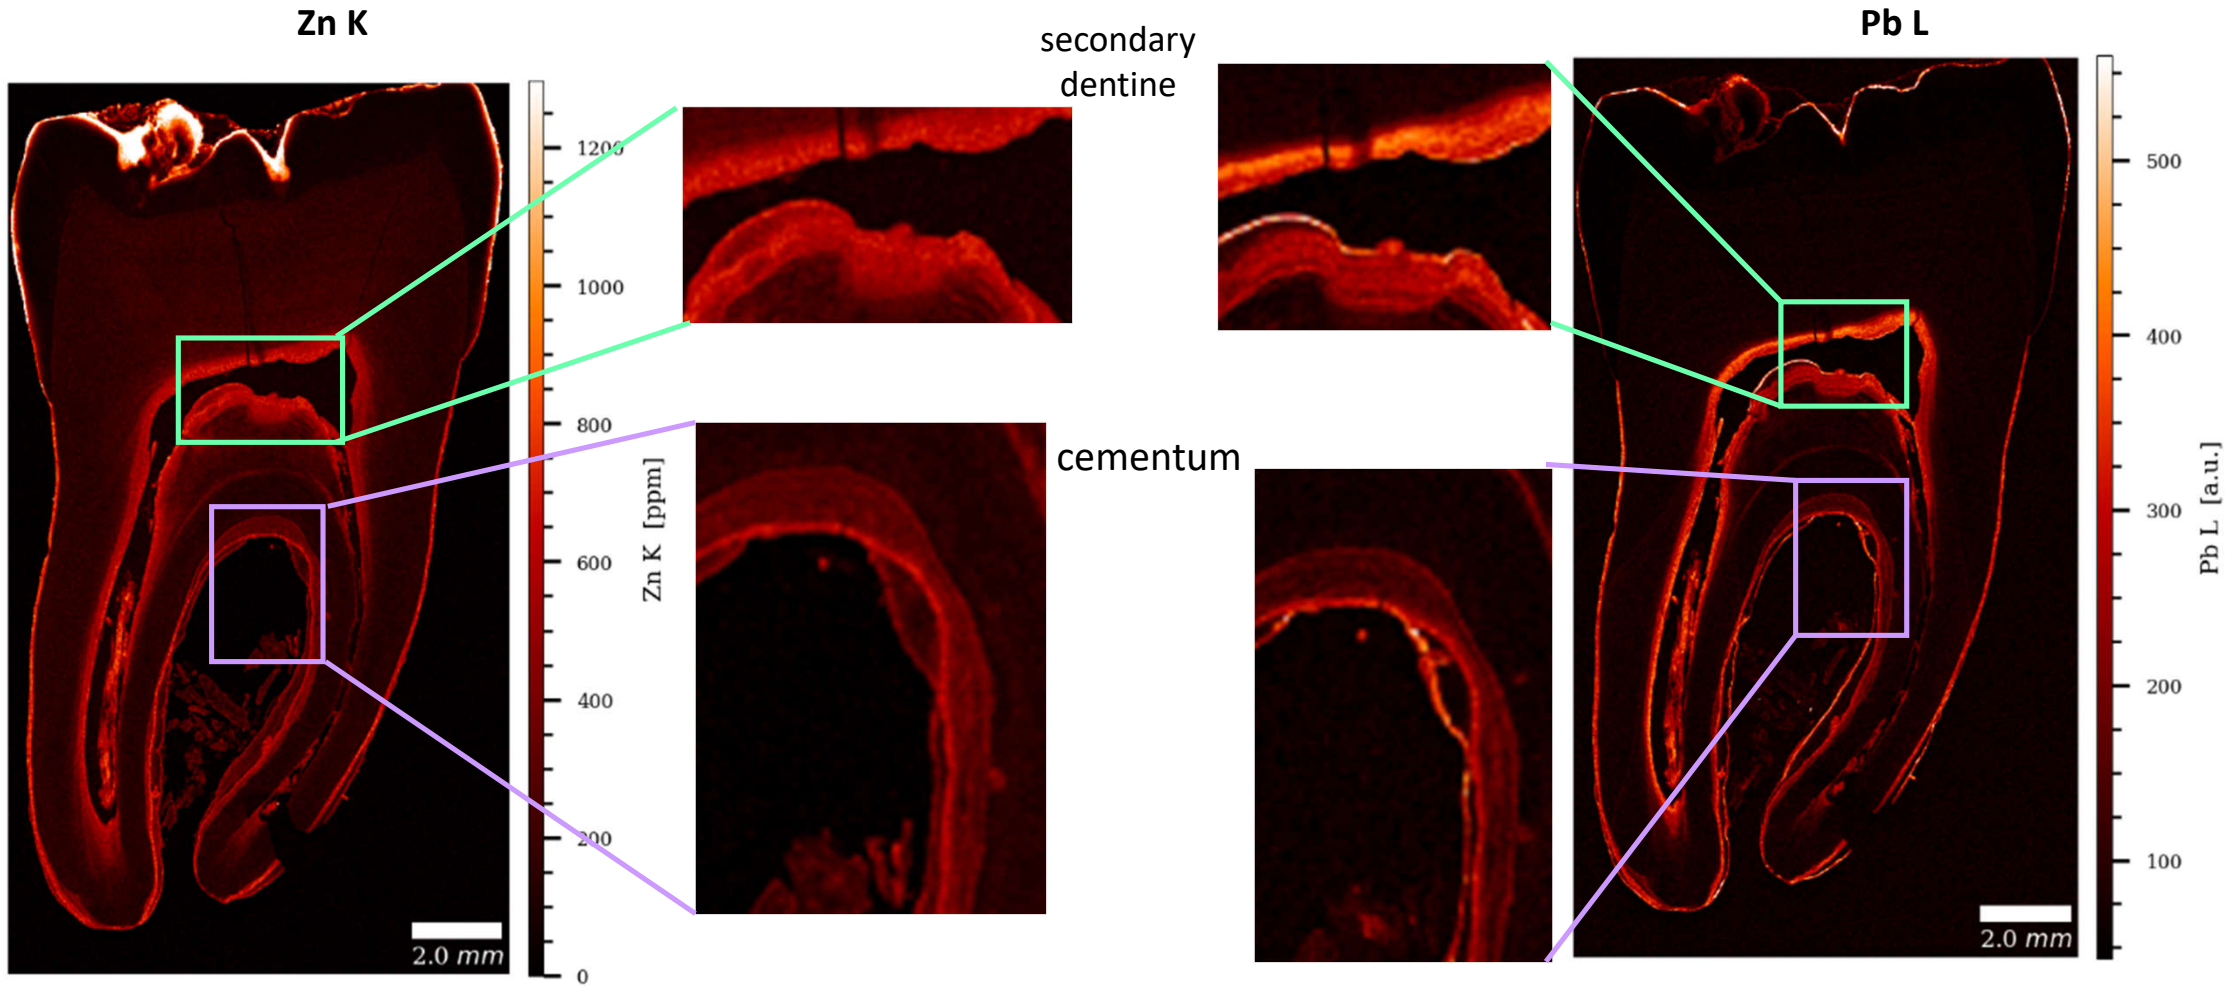 Zn K
secondary
dentine
Pb L
1200
1000
800
600
400
200
0
Zn K [ppm]
cementum
500
400
300
200
100
Pb L [a.u.]
2.0 mm
2.0 mm